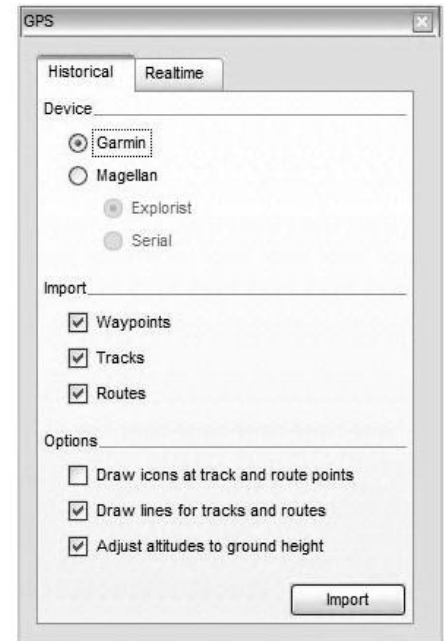 GPS
Historical Realtime
Device
Garmin
Magellan
Explorist
Serial
Import
Waypoints
Tracks
Routes
Options
Draw icons at track and route points
Draw lines for tracks and routes
Adjust altitudes to ground height
Import